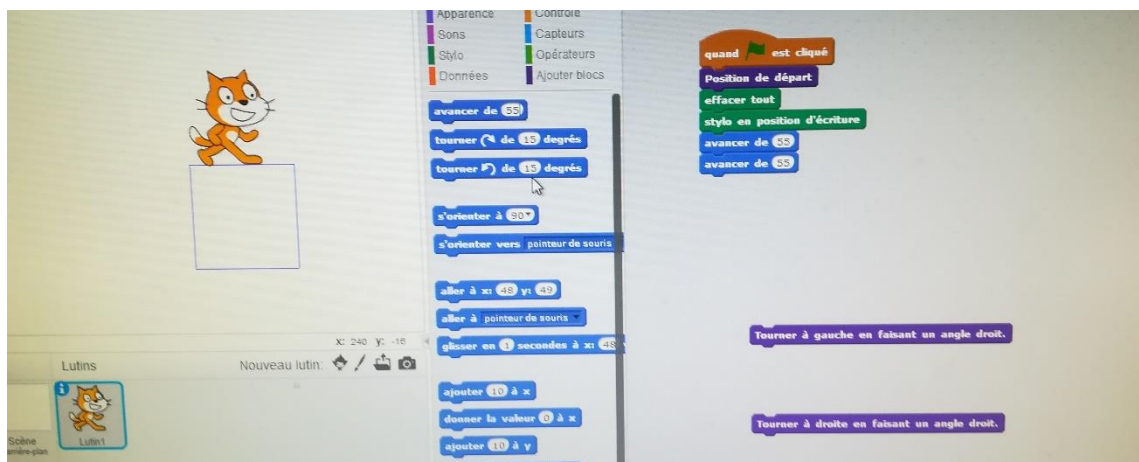 Apparence
Contrôle
Sons
Capteurs
Stylo
Opérateurs
Données
Ajouter blocs
avancer de 55
tourner de 15 degrés
tourner de 15 degrés
s'orienter à 90
s'orienter vers pointeur de souris
aller à x: 48 y: 49
aller à pointeur de souris
glisser en 1 secondes à x: 48
ajouter 10 à x
donner la valeur 0 à x
ajouter 10 à y
quand est cliqué
Position de départ
effacer tout
stylo en position d'écriture
avancer de 55
avancer de 55
Tourner à gauche en faisant un angle droit.
Tourner à droite en faisant un angle droit.
x: 240 y: -16
Lutins
Nouveau lutin:
Lutin1
Scène
arrière-plan